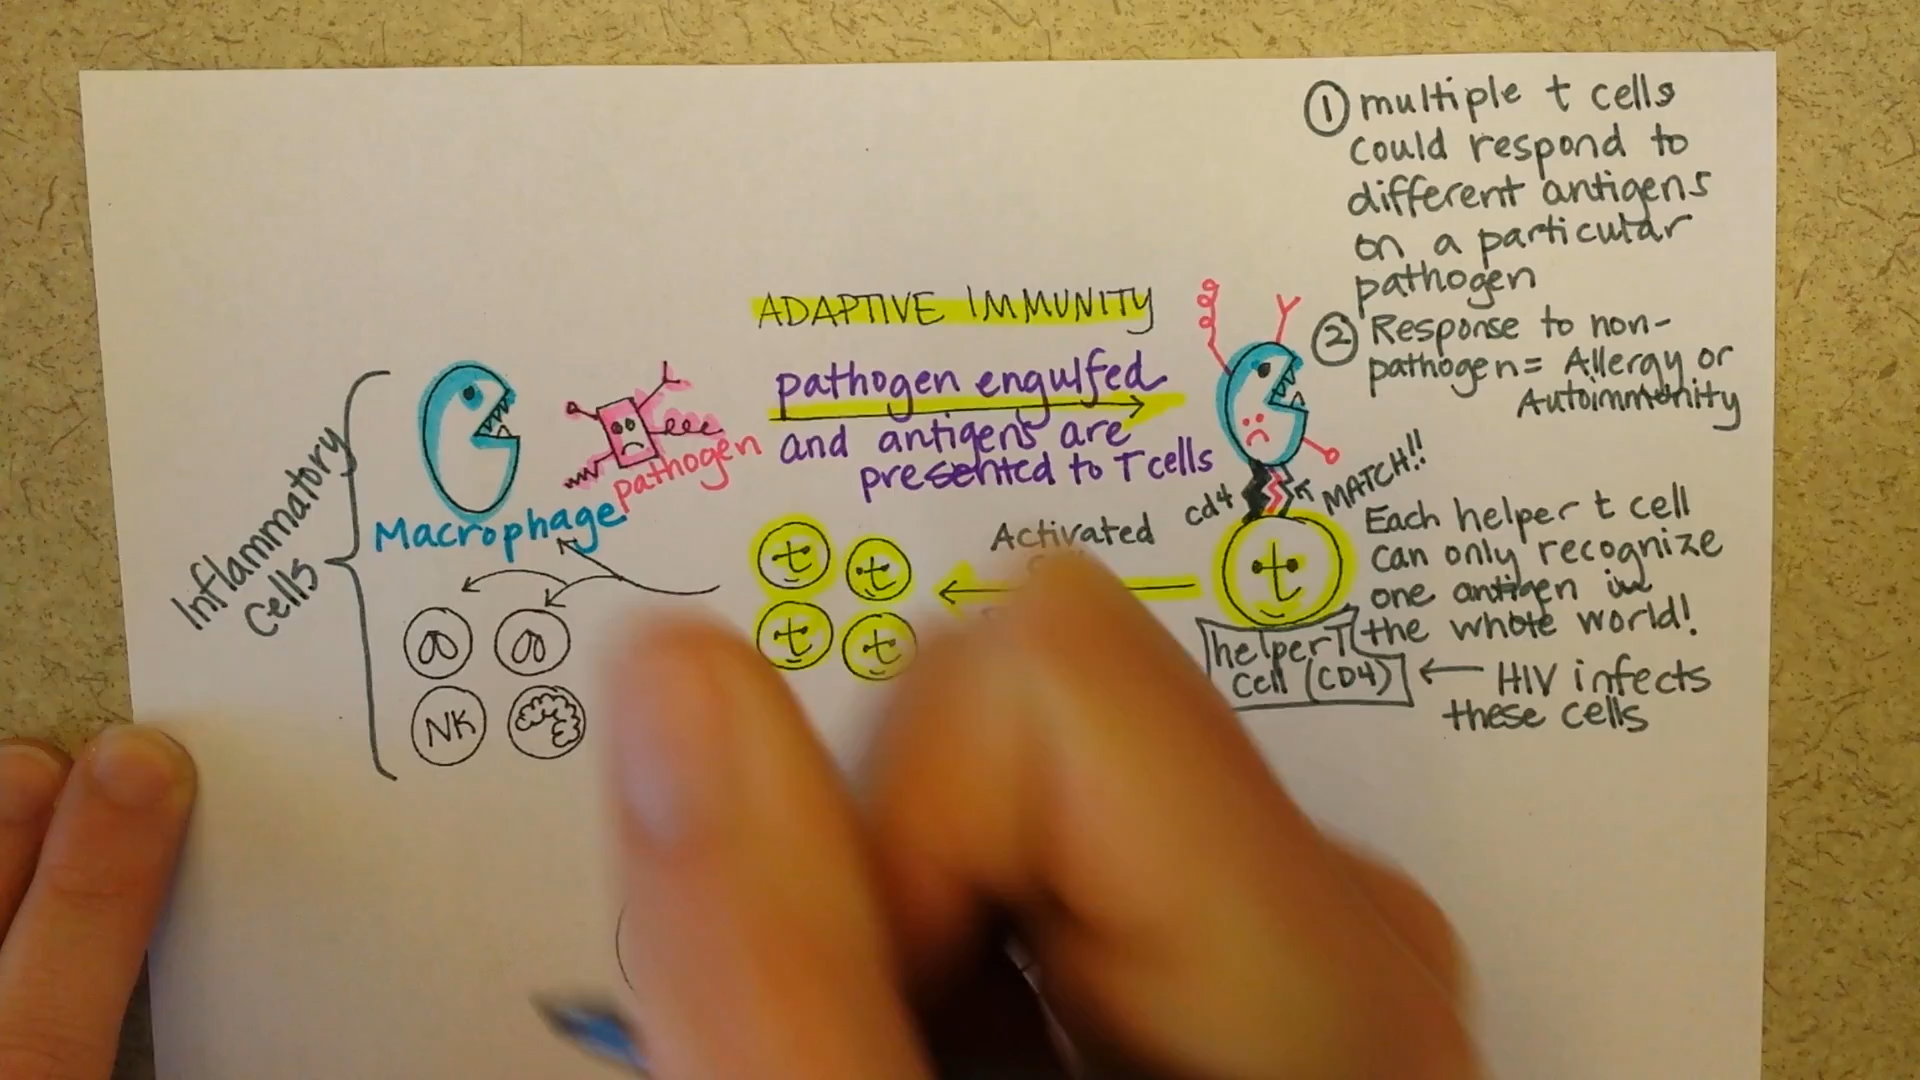 ① multiple t cells
could respond to
different antigens
on a particular
pathogen
② Response to non-
pathogen= Allergy or
Autoimmunity
ADAPTIVE IMMUNITY
pathogen engulfed
and antigens are
presented to T cells
pathogen
Macrophage
Inflammatory
Cells
NK
cd4
MATCH!!
Activated
t
t
t
t
t
Each helper t cell
can only recognize
one antigen in
the whole world!
helper T
cell (CD4)
← HIV infects
these cells